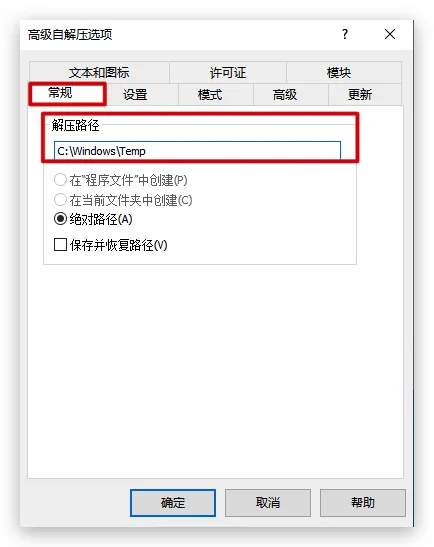 高级自解压选项 ?
文本和图标 许可证 模块
常规 设置 模式 高级 更新
解压路径
C:\Windows\Temp
在"程序文件"中创建(P)
在当前文件夹中创建(C)
绝对路径(A)
保存并恢复路径(V)
确定 取消 帮助